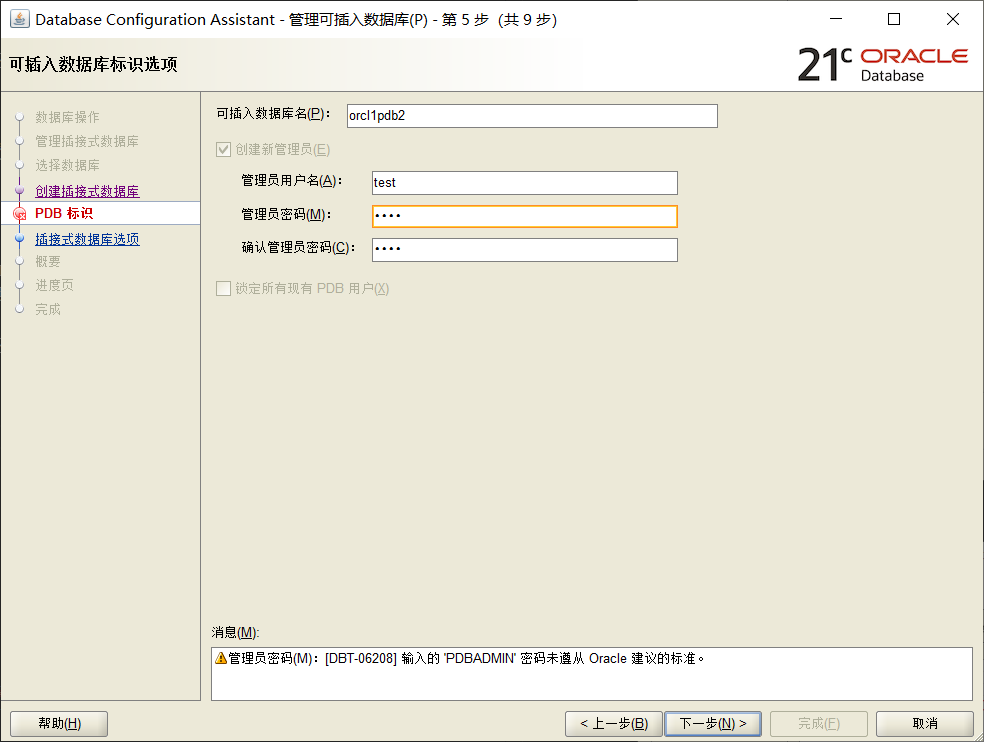 Database Configuration Assistant - 管理可插入数据库(P) - 第 5 步（共 9 步）
可插入数据库标识选项
21c ORACLE
Database
数据库操作
管理插接式数据库
选择数据库
创建插接式数据库
PDB 标识
插接式数据库选项
概要
进度页
完成
可插入数据库名(P)： orcl1pdb2
创建新管理员(E)
管理员用户名(A)： test
管理员密码(M)： ••••
确认管理员密码(C)： ••••
锁定所有现有 PDB 用户(X)
消息(M):
管理员密码(M)：[DBT-06208] 输入的 'PDBADMIN' 密码未遵从 Oracle 建议的标准。
帮助(H) < 上一步(B) 下一步(N) > 完成(F) 取消